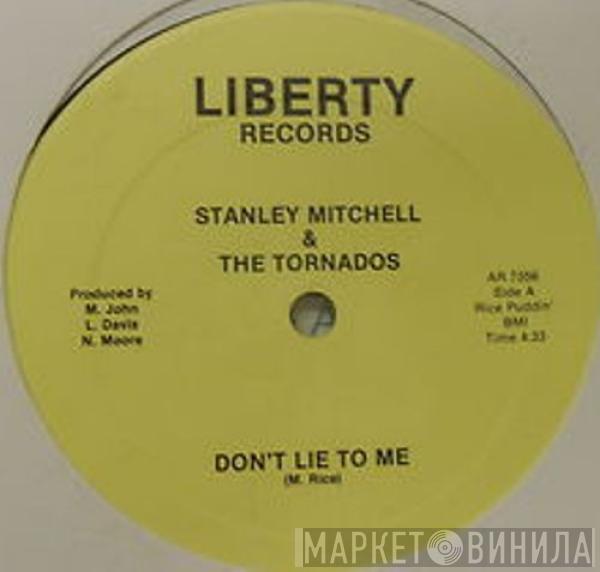 LIBERTY
RECORDS
STANLEY MITCHELL
&
THE TORNADOS
Produced by
M. John
L. Davis
N. Moore
AR 7356
Side A
Rice Puddin'
BMI
Time 4:33
DON'T LIE TO ME
(M. Rice)
МАРКЕТ ВИНИЛА